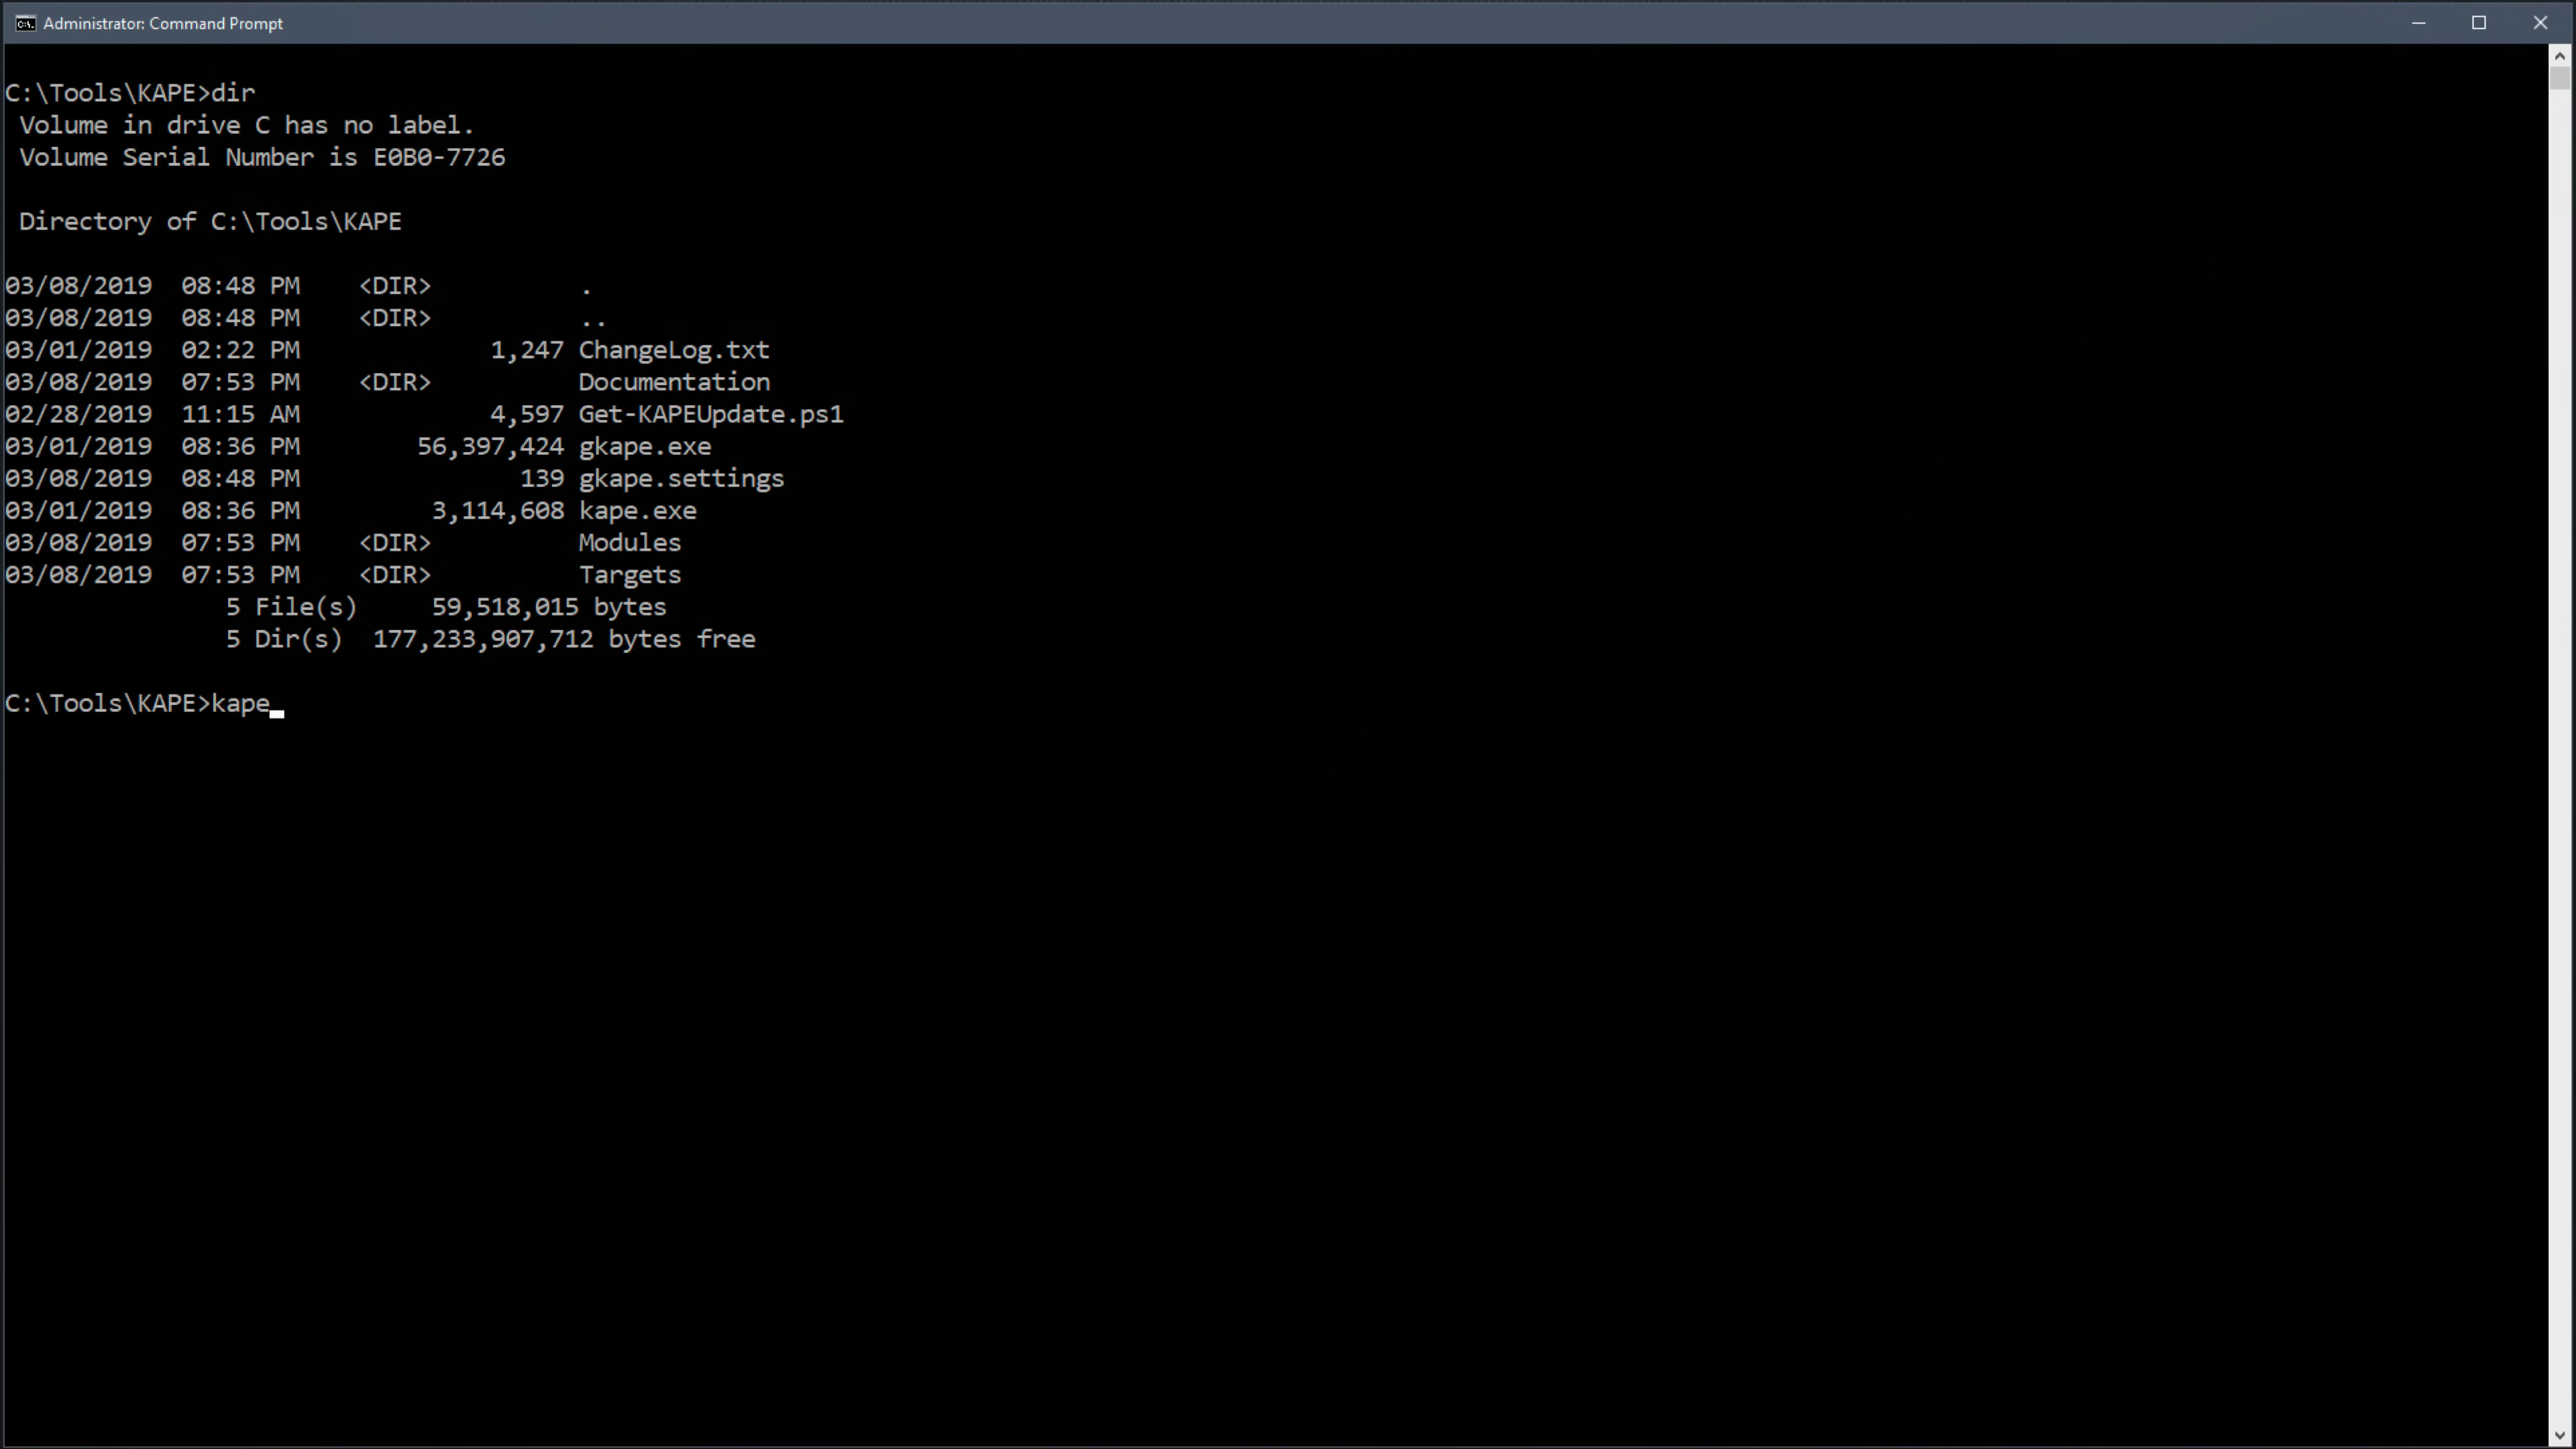 Administrator: Command Prompt
C:\Tools\KAPE>dir
 Volume in drive C has no label.
 Volume Serial Number is E0B0-7726

 Directory of C:\Tools\KAPE

03/08/2019  08:48 PM    <DIR>          .
03/08/2019  08:48 PM    <DIR>          ..
03/01/2019  02:22 PM             1,247 ChangeLog.txt
03/08/2019  07:53 PM    <DIR>          Documentation
02/28/2019  11:15 AM             4,597 Get-KAPEUpdate.ps1
03/01/2019  08:36 PM        56,397,424 gkape.exe
03/08/2019  08:48 PM               139 gkape.settings
03/01/2019  08:36 PM         3,114,608 kape.exe
03/08/2019  07:53 PM    <DIR>          Modules
03/08/2019  07:53 PM    <DIR>          Targets
               5 File(s)     59,518,015 bytes
               5 Dir(s)  177,233,907,712 bytes free

C:\Tools\KAPE>kape